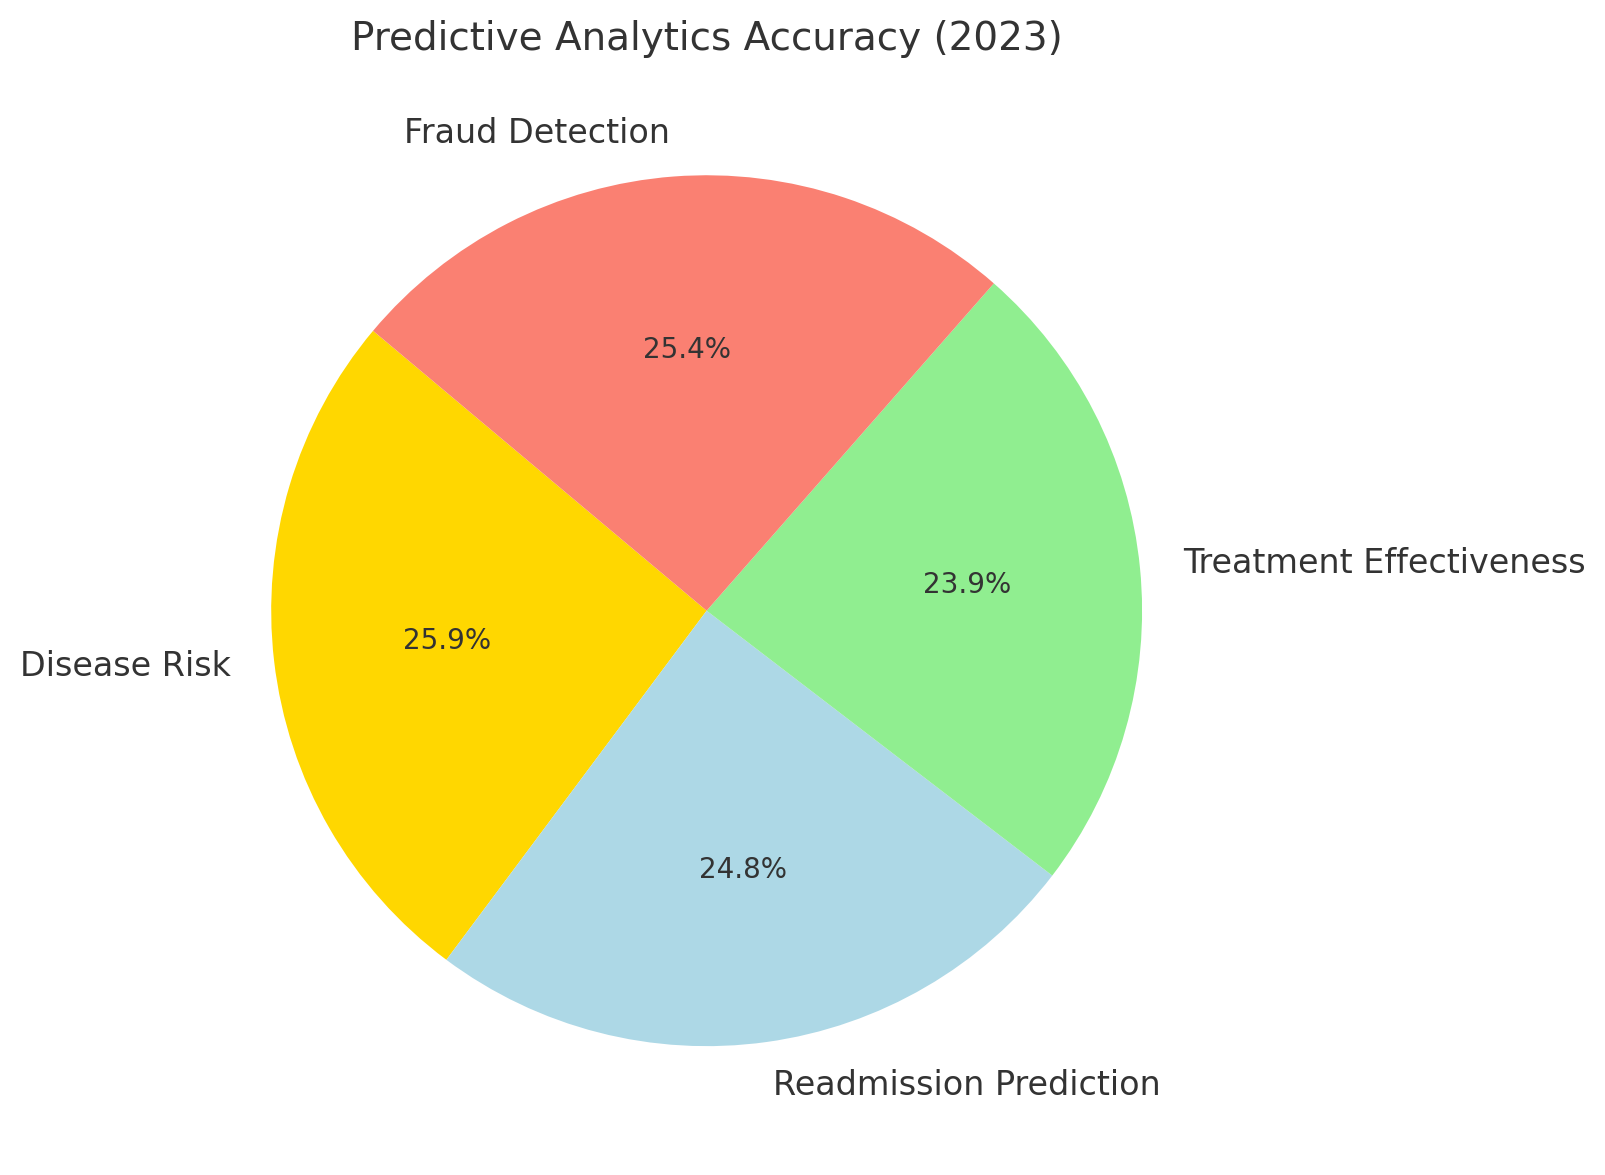 Predictive Analytics Accuracy (2023)
Fraud Detection
25.4%
Treatment Effectiveness
23.9%
Disease Risk
25.9%
24.8%
Readmission Prediction